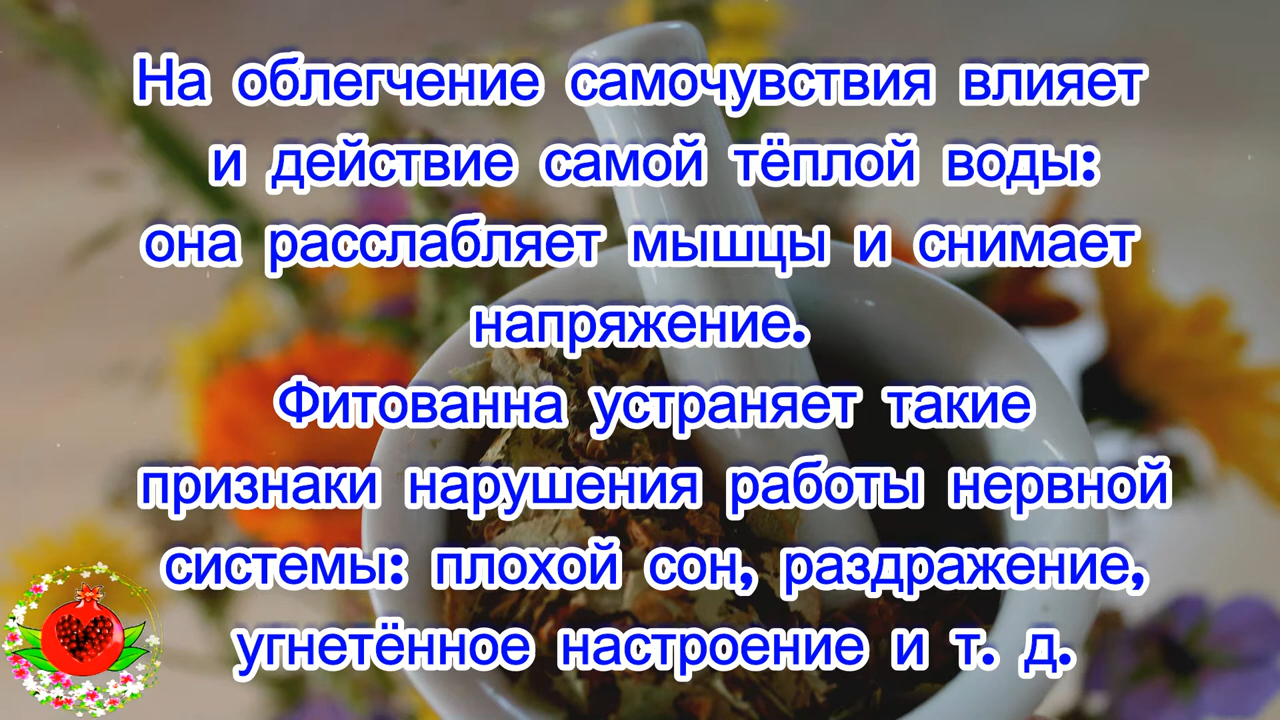 На облегчение самочувствия влияет
и действие самой тёплой воды:
она расслабляет мышцы и снимает
напряжение.
Фитованна устраняет такие
признаки нарушения работы нервной
системы: плохой сон, раздражение,
угнетённое настроение и т. д.